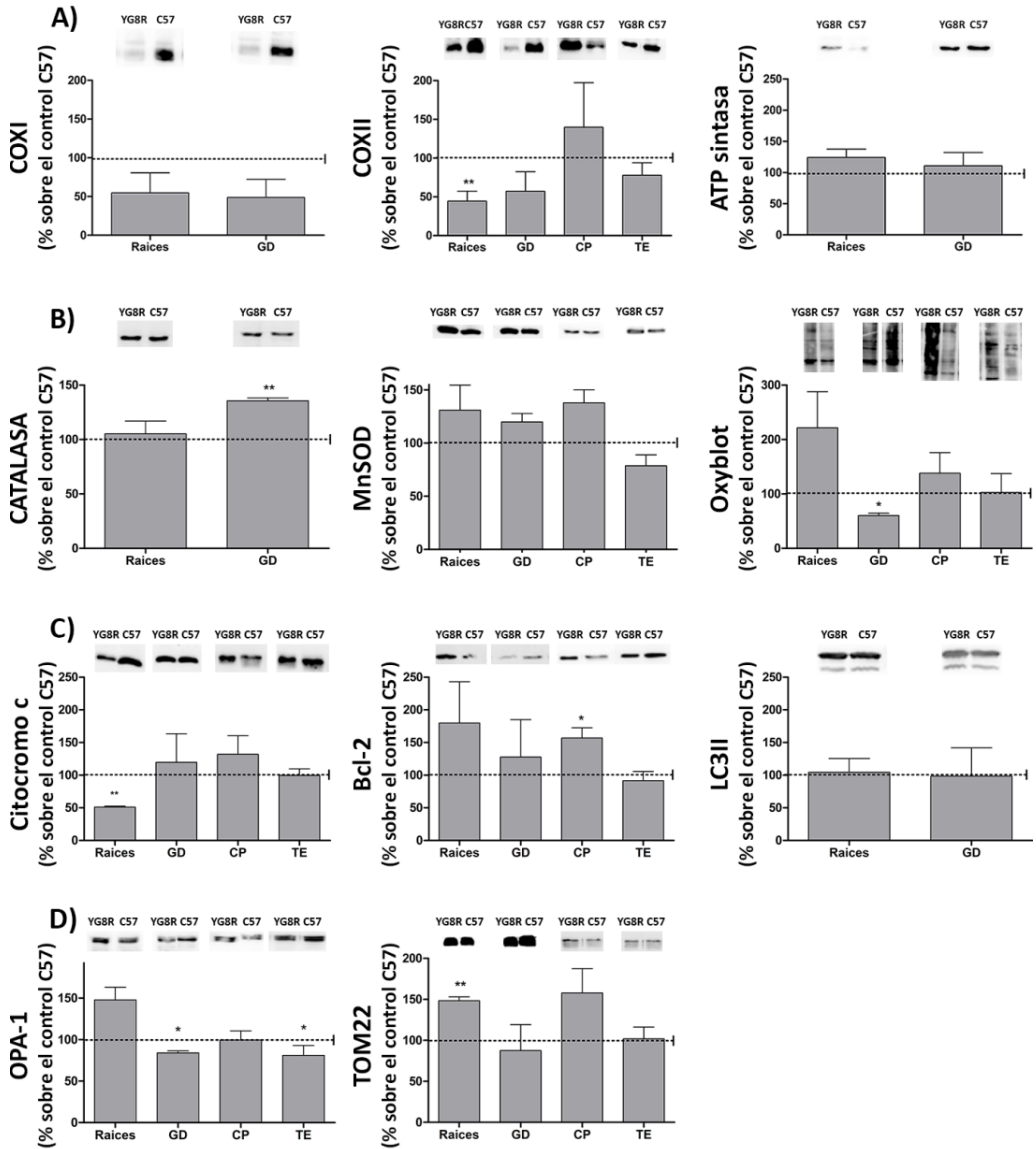 A)
YG8R C57
YG8R C57
COXI
(% sobre el control C57)
200
150
100
50
0
Raices
GD
YG8RC57
YG8R C57
YG8R C57
YG8R C57
COXII
(% sobre el control C57)
200
150
100
50
0
**
Raices
GD
CP
TE
YG8R C57
YG8R C57
ATP sintasa
(% sobre el control C57)
250
200
150
100
50
0
Raices
GD
B)
YG8R C57
YG8R C57
CATALASA
(% sobre el control C57)
150
100
50
0
**
Raices
GD
YG8R C57
YG8R C57
YG8R C57
YG8R C57
MnSOD
(% sobre el control C57)
150
100
50
0
Raices
GD
CP
TE
YG8R C57
YG8R C57
YG8R C57
YG8R C57
Oxyblot
(% sobre el control C57)
300
200
100
0
*
Raices
GD
CP
TE
C)
YG8R C57
YG8R C57
YG8R C57
YG8R C57
Citocromo c
(% sobre el control C57)
250
200
150
100
50
0
**
Raices
GD
CP
TE
YG8R C57
YG8R C57
YG8R C57
YG8R C57
Bcl-2
(% sobre el control C57)
250
200
150
100
50
0
*
Raices
GD
CP
TE
YG8R C57
YG8R C57
LC3II
(% sobre el control C57)
250
200
150
100
50
0
Raices
GD
D)
YG8R C57
YG8R C57
YG8R C57
YG8R C57
OPA-1
(% sobre el control C57)
150
100
50
0
*
*
Raices
GD
CP
TE
YG8R C57
YG8R C57
YG8R C57
YG8R C57
TOM22
(% sobre el control C57)
200
150
100
50
0
**
Raices
GD
CP
TE